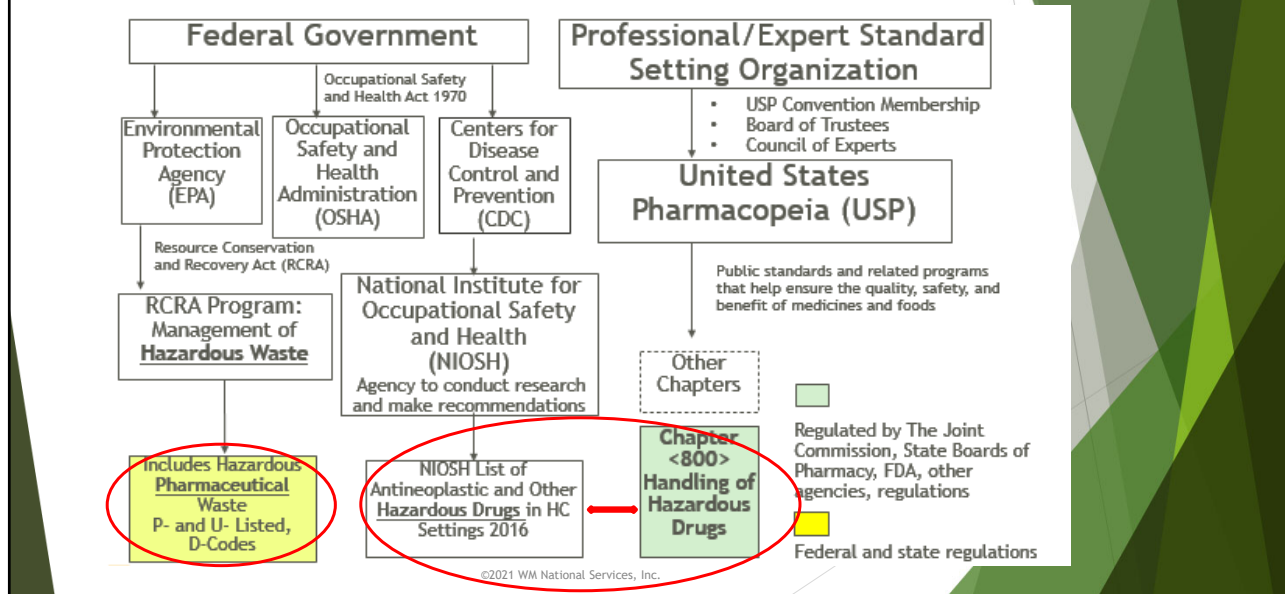 Federal Government
Occupational Safety
and Health Act 1970
Environmental
Protection
Agency
(EPA)
Occupational
Safety and
Health
Administration
(OSHA)
Centers for
Disease
Control and
Prevention
(CDC)
Resource Conservation
and Recovery Act (RCRA)
RCRA Program:
Management of
Hazardous Waste
National Institute for
Occupational Safety
and Health
(NIOSH)
Agency to conduct research
and make recommendations
Includes Hazardous
Pharmaceutical
Waste
P- and U- Listed,
D-Codes
NIOSH List of
Antineoplastic and Other
Hazardous Drugs in HC
Settings 2016
Professional/Expert Standard
Setting Organization
• USP Convention Membership
• Board of Trustees
• Council of Experts
United States
Pharmacopeia (USP)
Public standards and related programs
that help ensure the quality, safety, and
benefit of medicines and foods
Other
Chapters
Chapter
<800>
Handling of
Hazardous
Drugs
Regulated by The Joint
Commission, State Boards of
Pharmacy, FDA, other
agencies, regulations
Federal and state regulations
©2021 WM National Services, Inc.